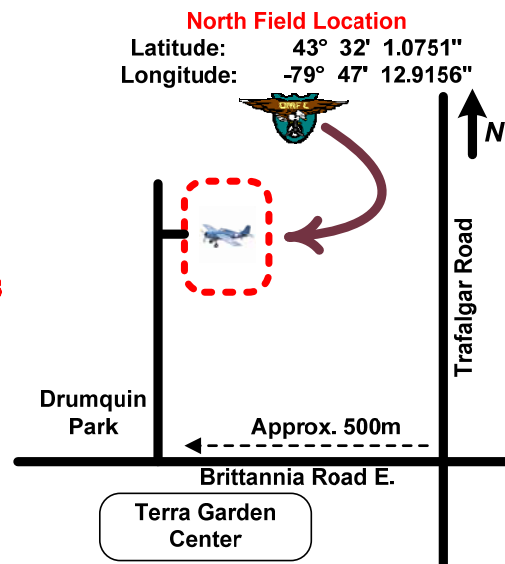 North Field Location
Latitude: 43° 32' 1.0751"
Longitude: -79° 47' 12.9156"
OMFC
N
Trafalgar Road
Drumquin
Park
Approx. 500m
Brittannia Road E.
Terra Garden
Center